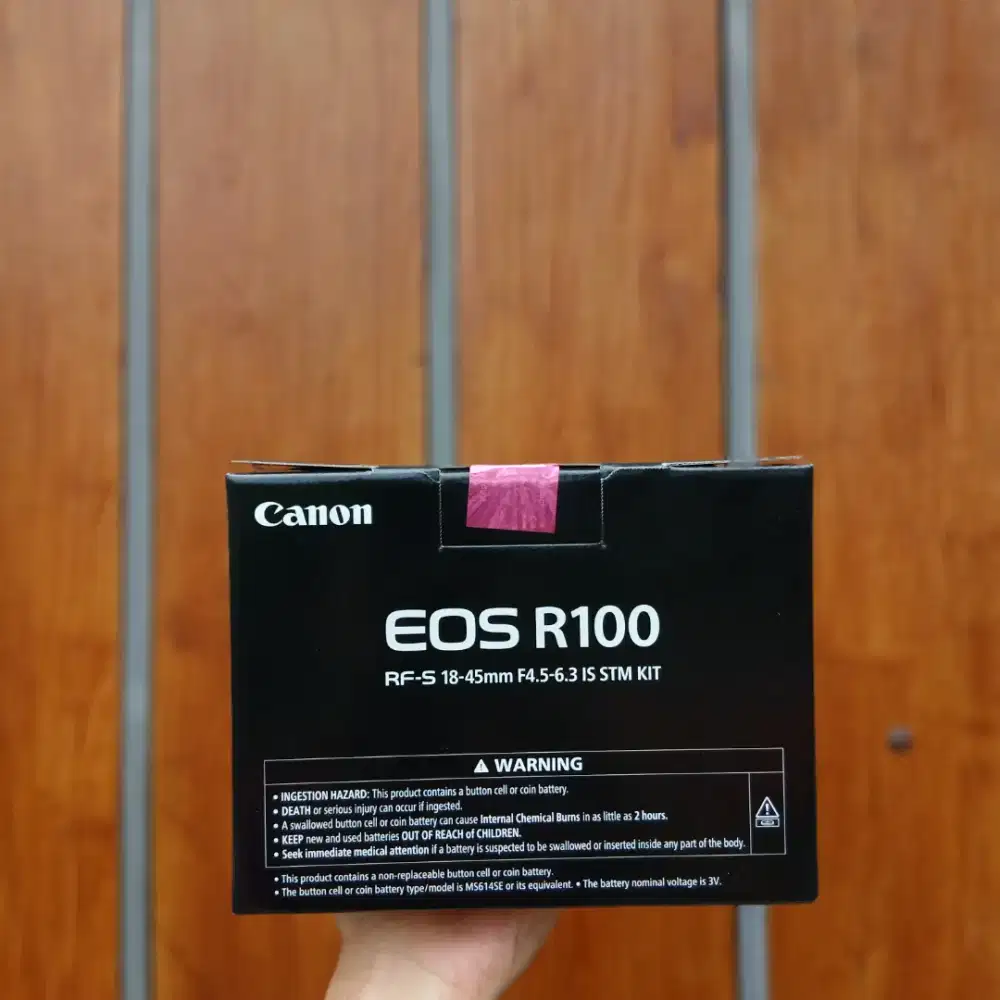 Canon
EOS R100
RF-S 18-45mm F4.5-6.3 IS STM KIT
⚠ WARNING
• INGESTION HAZARD: This product contains a button cell or coin battery.
• DEATH or serious injury can occur if ingested.
• A swallowed button cell or coin battery can cause Internal Chemical Burns in as little as 2 hours.
• KEEP new and used batteries OUT OF REACH of CHILDREN.
• Seek immediate medical attention if a battery is suspected to be swallowed or inserted inside any part of the body.
• This product contains a non-replaceable button cell or coin battery.
• The button cell or coin battery type/model is MS614SE or its equivalent. • The battery nominal voltage is 3V.